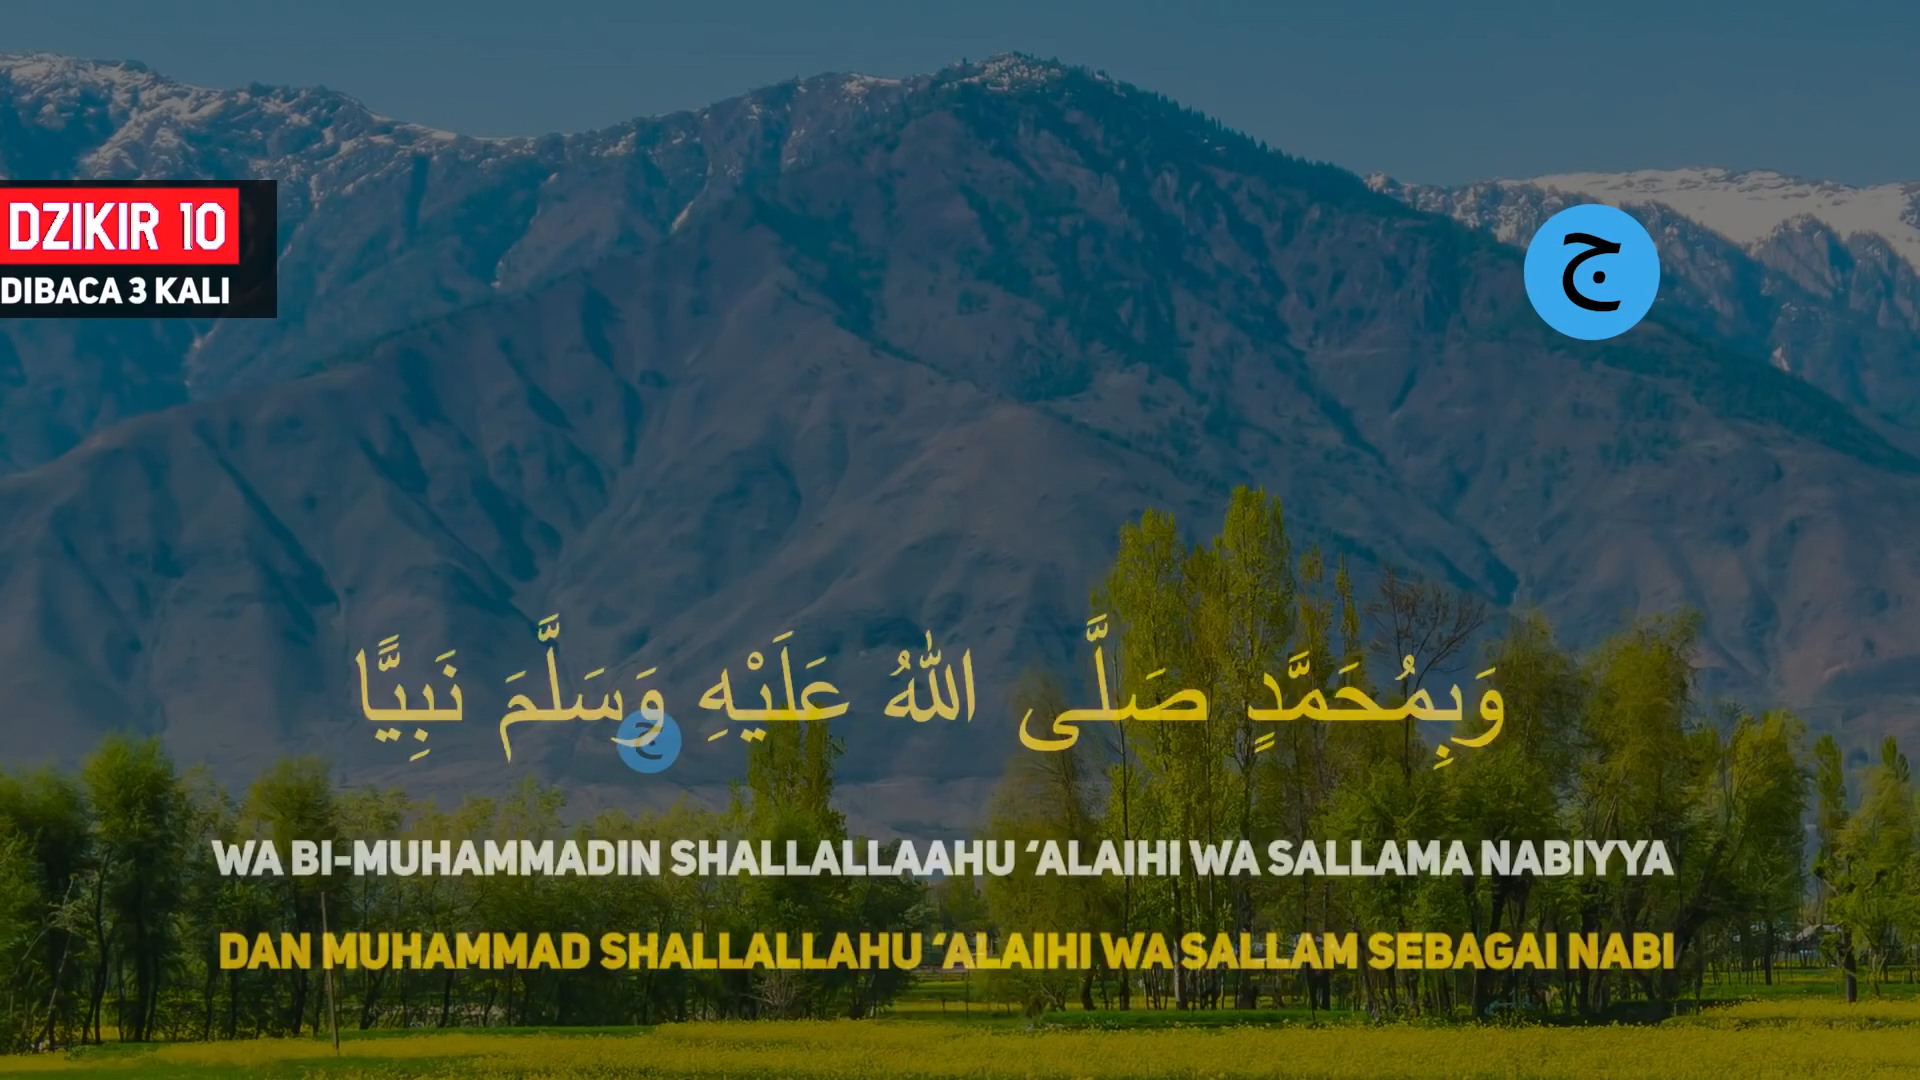 DZIKIR 10
DIBACA 3 KALI
ج
وَبِمُحَمَّدٍ صَلَّى اللهُ عَلَيْهِ وَسَلَّمَ نَبِيًّا
ج
WA BI-MUHAMMADIN SHALLALLAAHU ‘ALAIHI WA SALLAMA NABIYYA
DAN MUHAMMAD SHALLALLAHU ‘ALAIHI WA SALLAM SEBAGAI NABI